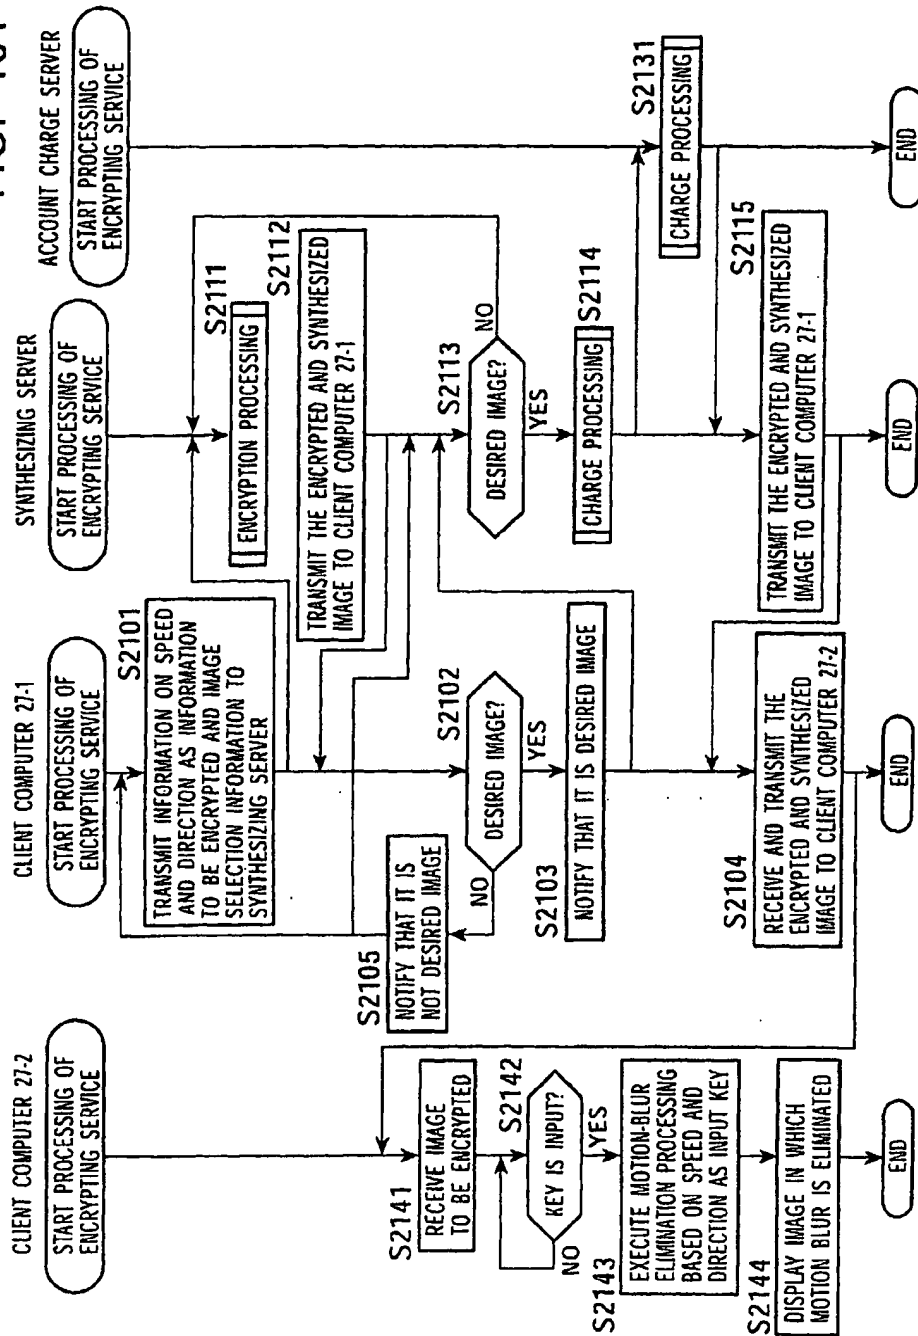 CLIENT COMPUTER 27-2
START PROCESSING OF
ENCRYPTING SERVICE
S2141
RECEIVE IMAGE
TO BE ENCRYPTED
S2142
KEY IS INPUT?
NO
YES
S2143
EXECUTE MOTION-BLUR
ELIMINATION PROCESSING
BASED ON SPEED AND
DIRECTION AS INPUT KEY
S2144
DISPLAY IMAGE IN WHICH
MOTION BLUR IS ELIMINATED
END
CLIENT COMPUTER 27-1
START PROCESSING OF
ENCRYPTING SERVICE
S2101
TRANSMIT INFORMATION ON SPEED
AND DIRECTION AS INFORMATION
TO BE ENCRYPTED AND IMAGE
SELECTION INFORMATION TO
SYNTHESIZING SERVER
S2102
DESIRED IMAGE?
NO
YES
S2105
NOTIFY THAT IT IS
NOT DESIRED IMAGE
S2103
NOTIFY THAT IT IS DESIRED IMAGE
S2104
RECEIVE AND TRANSMIT THE
ENCRYPTED AND SYNTHESIZED
IMAGE TO CLIENT COMPUTER 27-2
END
SYNTHESIZING SERVER
START PROCESSING OF
ENCRYPTING SERVICE
S2111
ENCRYPTION PROCESSING
S2112
TRANSMIT THE ENCRYPTED AND SYNTHESIZED
IMAGE TO CLIENT COMPUTER 27-1
S2113
DESIRED IMAGE?
NO
YES
S2114
CHARGE PROCESSING
S2115
TRANSMIT THE ENCRYPTED AND SYNTHESIZED
IMAGE TO CLIENT COMPUTER 27-1
END
ACCOUNT CHARGE SERVER
START PROCESSING OF
ENCRYPTING SERVICE
S2131
CHARGE PROCESSING
END